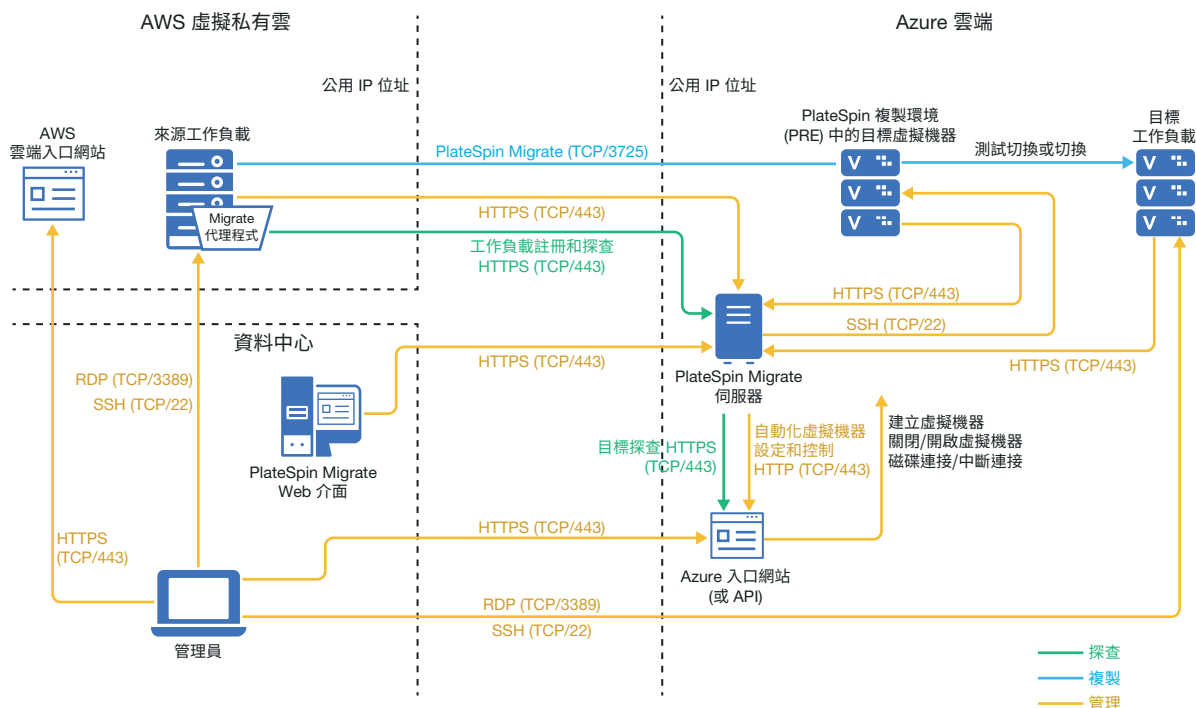 AWS 虛擬私有雲
Azure 雲端
公用 IP 位址
公用 IP 位址
AWS
雲端入口網站
來源工作負載
PlateSpin 複製環境
(PRE) 中的目標虛擬機器
目標
工作負載
PlateSpin Migrate (TCP/3725)
測試切換或切換
V
V
V
V
V
V
Migrate
代理程式
HTTPS (TCP/443)
工作負載註冊和探查
HTTPS (TCP/443)
HTTPS (TCP/443)
SSH (TCP/22)
資料中心
HTTPS (TCP/443)
HTTPS (TCP/443)
RDP (TCP/3389)
SSH (TCP/22)
PlateSpin Migrate
伺服器
PlateSpin Migrate
Web 介面
目標探查 HTTPS
(TCP/443)
自動化虛擬機器
設定和控制
HTTP (TCP/443)
建立虛擬機器
關閉/開啟虛擬機器
磁碟連接/中斷連接
HTTPS
(TCP/443)
HTTPS (TCP/443)
Azure 入口網站
(或 API)
RDP (TCP/3389)
SSH (TCP/22)
管理員
探查
複製
管理